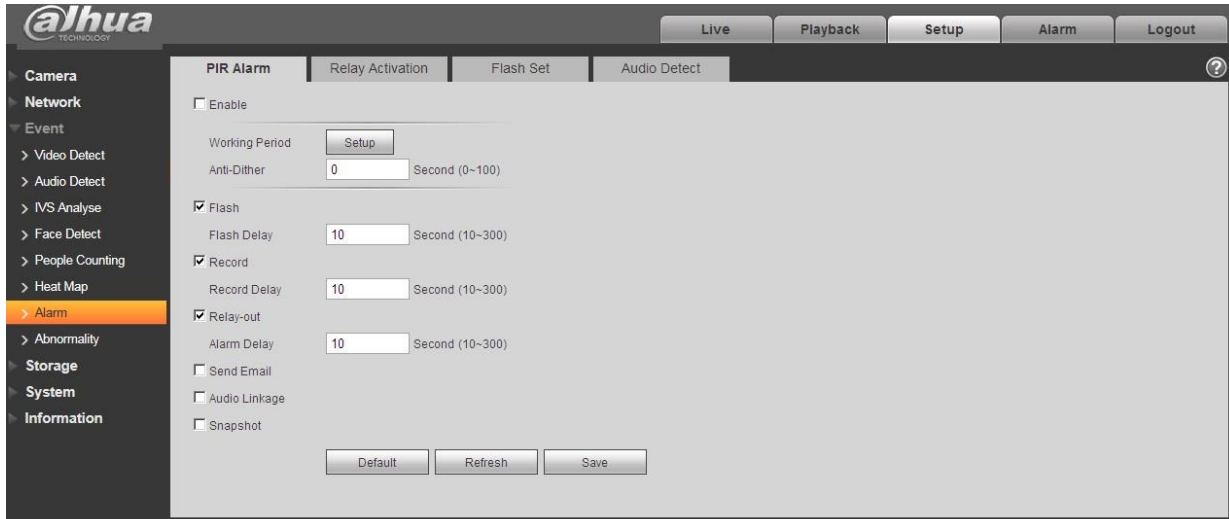 alhua
TECHNOLOGY
Live Playback Setup Alarm Logout
Camera
Network
Event
> Video Detect
> Audio Detect
> IVS Analyse
> Face Detect
> People Counting
> Heat Map
> Alarm
> Abnormality
Storage
System
Information
PIR Alarm Relay Activation Flash Set Audio Detect ?
Enable
Working Period Setup
Anti-Dither 0 Second (0~100)
Flash
Flash Delay 10 Second (10~300)
Record
Record Delay 10 Second (10~300)
Relay-out
Alarm Delay 10 Second (10~300)
Send Email
Audio Linkage
Snapshot
Default Refresh Save